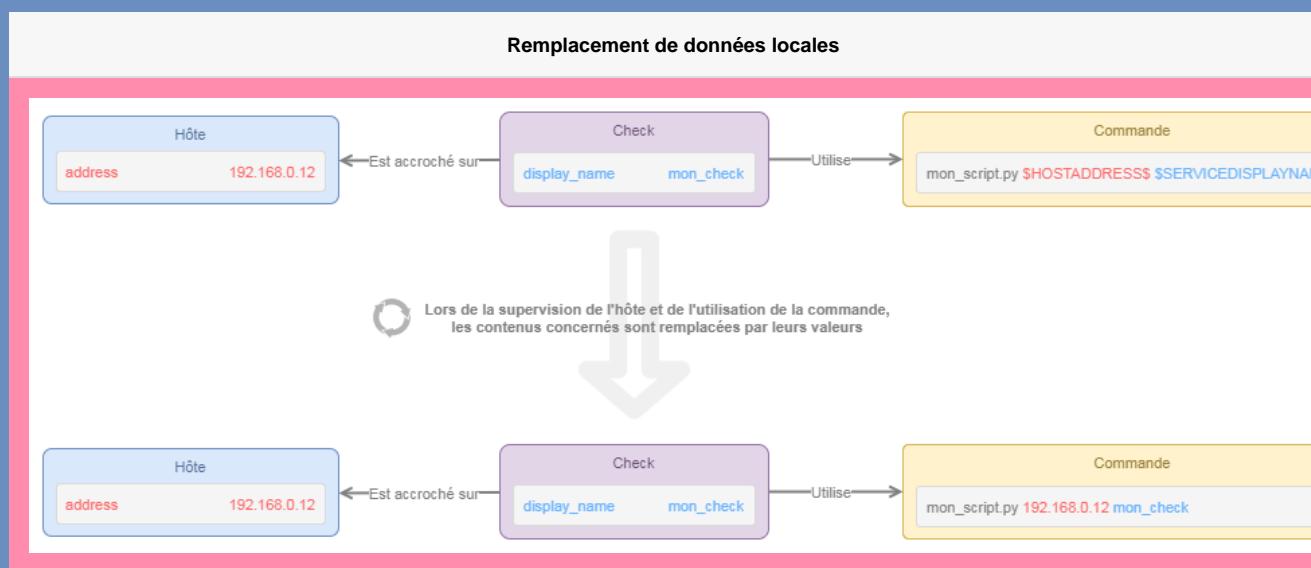 Remplacement de données locales
Hôte
address 192.168.0.12
Est accroché sur
Check
display_name mon_check
Utilise
Commande
mon_script.py $HOSTADDRESS$
Lors de la supervision de l'hôte et de l'utilisation de la commande,
les contenus concernés sont remplacées par leurs valeurs
Hôte
address 192.168.0.12
Est accroché sur
Check
display_name mon_check
Utilise
Commande
mon_script.py 192.168.0.12 mon_check